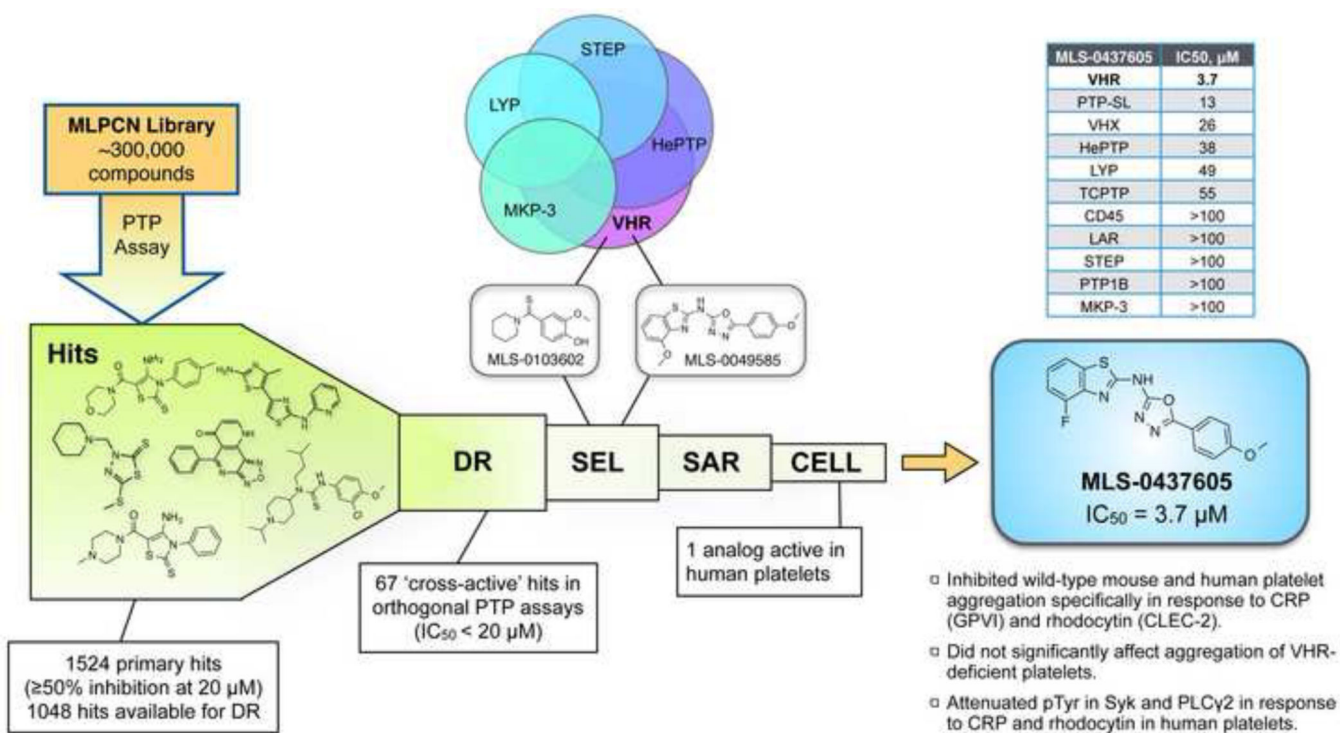 MLPCN Library
~300,000
compounds
PTP
Assay
Hits
1524 primary hits
(≥50% inhibition at 20 µM)
1048 hits available for DR
STEP
LYP
HePTP
MKP-3
VHR
MLS-0103602
MLS-0049585
DR
SEL
SAR
CELL
67 'cross-active' hits in
orthogonal PTP assays
(IC50 < 20 µM)
1 analog active in
human platelets
MLS-0437605 IC50, µM
VHR 3.7
PTP-SL 13
VHX 26
HePTP 38
LYP 49
TCPTP 55
CD45 >100
LAR >100
STEP >100
PTP1B >100
MKP-3 >100
MLS-0437605
IC50 = 3.7 µM
Inhibited wild-type mouse and human platelet
aggregation specifically in response to CRP
(GPVI) and rhodocytin (CLEC-2).
Did not significantly affect aggregation of VHR-
deficient platelets.
Attenuated pTyr in Syk and PLCγ2 in response
to CRP and rhodocytin in human platelets.